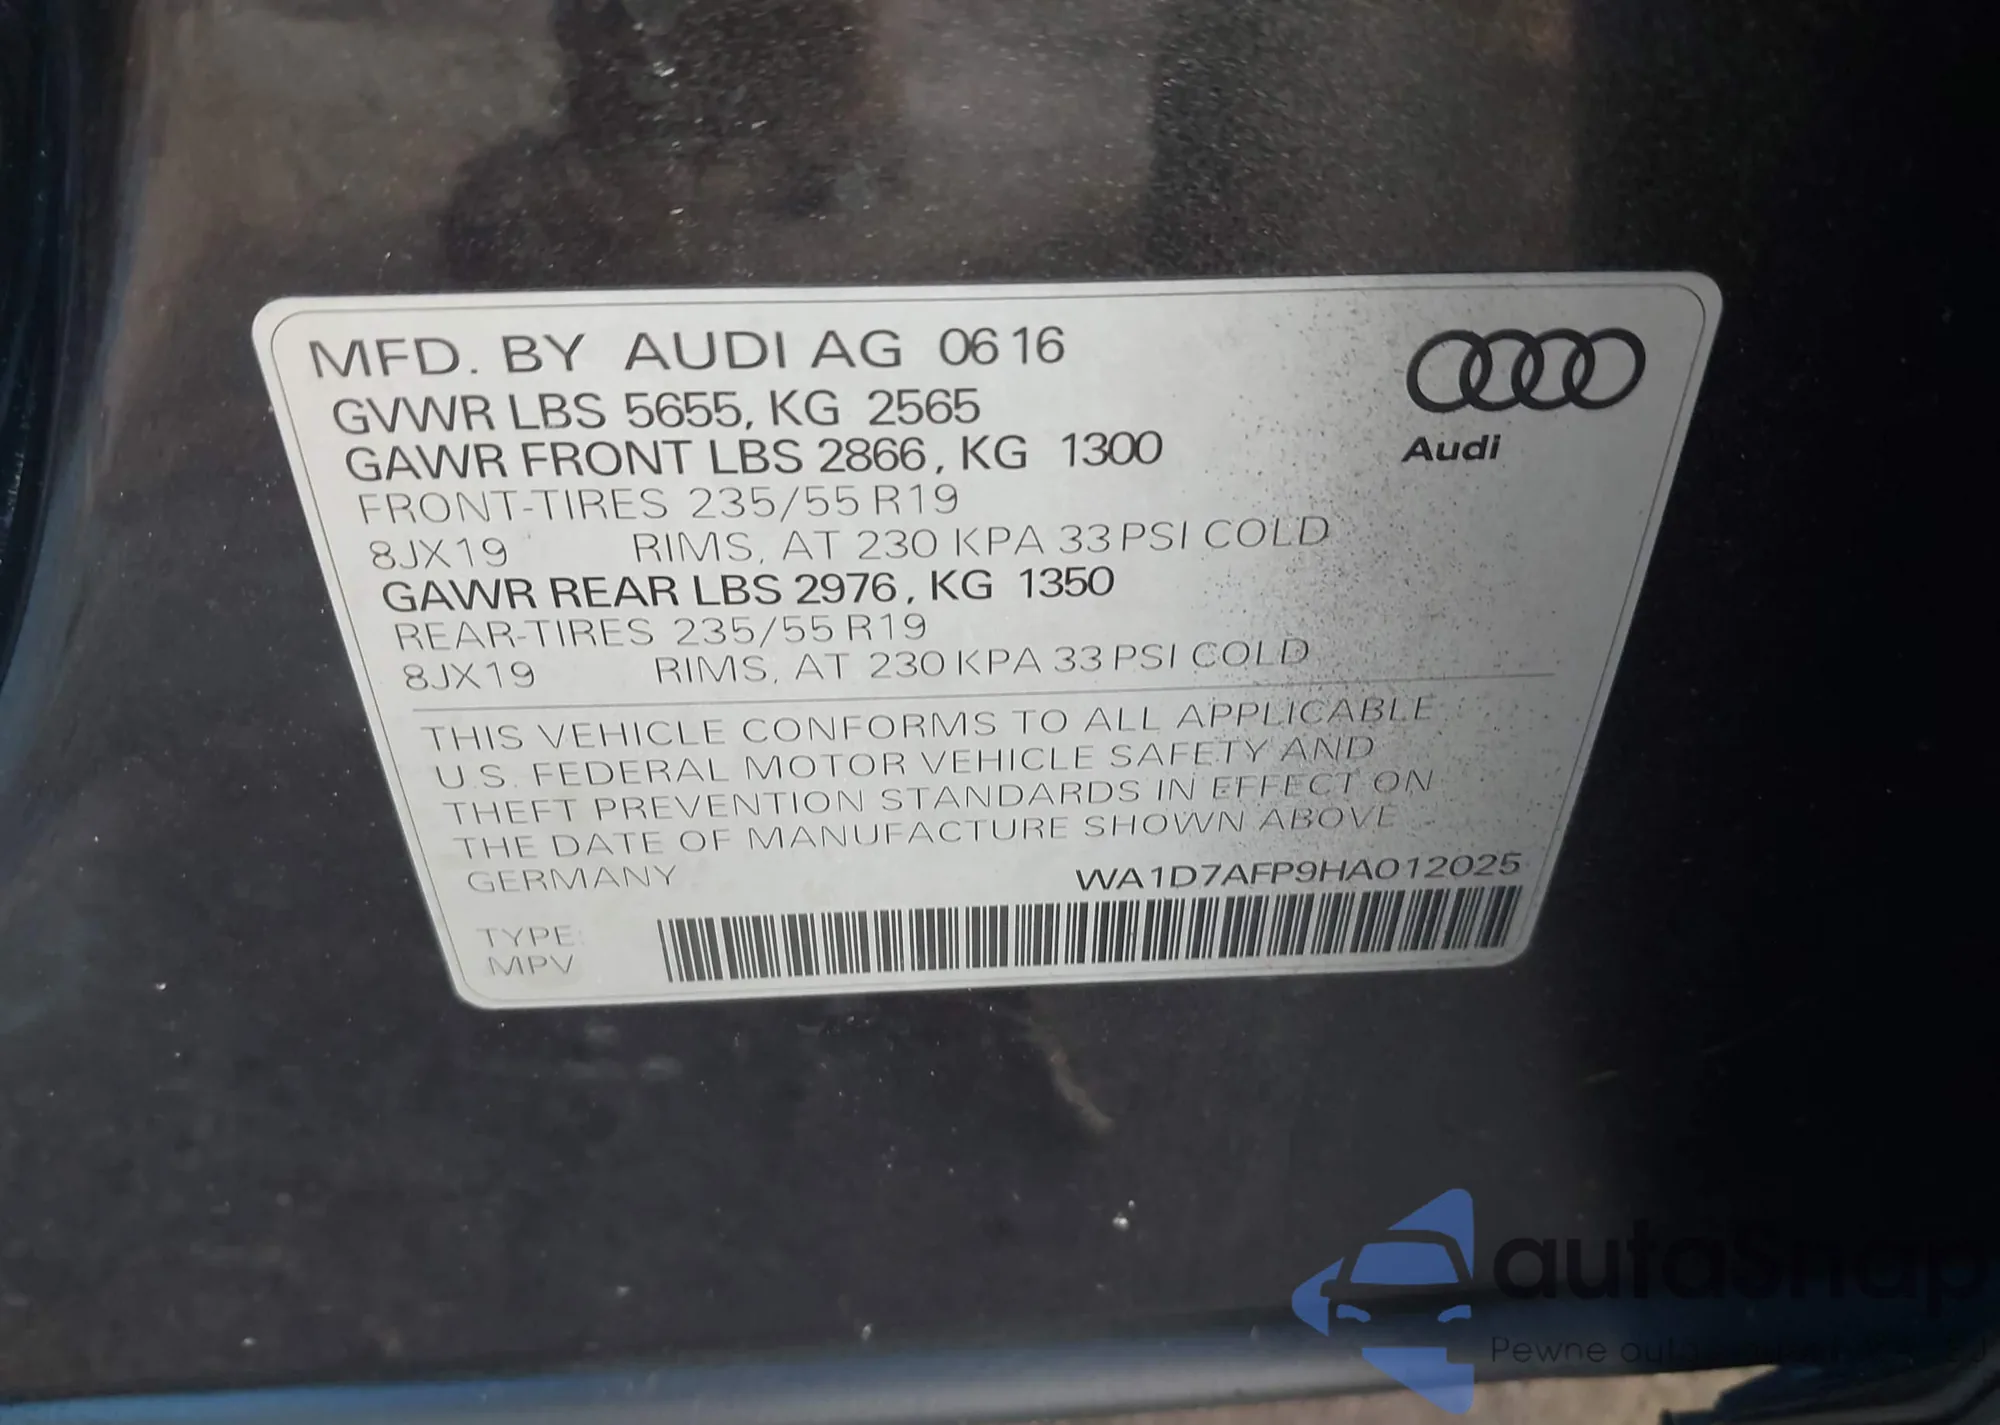 MFD. BY AUDI AG 06 16
GVWR LBS 5655, KG 2565
GAWR FRONT LBS 2866, KG 1300
FRONT-TIRES 235/55 R19
8JX19 RIMS, AT 230 KPA 33 PSI COLD
GAWR REAR LBS 2976, KG 1350
REAR-TIRES 235/55 R19
8JX19 RIMS, AT 230 KPA 33 PSI COLD
Audi
THIS VEHICLE CONFORMS TO ALL APPLICABLE
U.S. FEDERAL MOTOR VEHICLE SAFETY AND
THEFT PREVENTION STANDARDS IN EFFECT ON
THE DATE OF MANUFACTURE SHOWN ABOVE
GERMANY WA1D7AFP9HA012025
TYPE:
MPV
autaSnap
Pewne auta